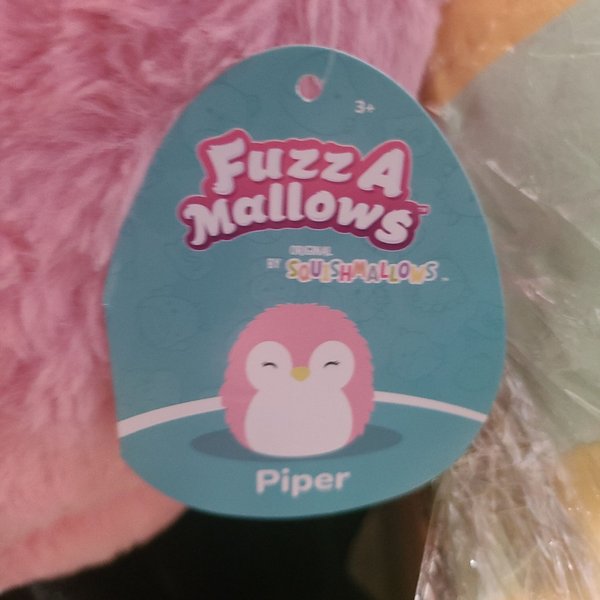 3+
FUZZ A
Mallows™
ORIGINAL
BY SQUISHMALLOWS™
Piper